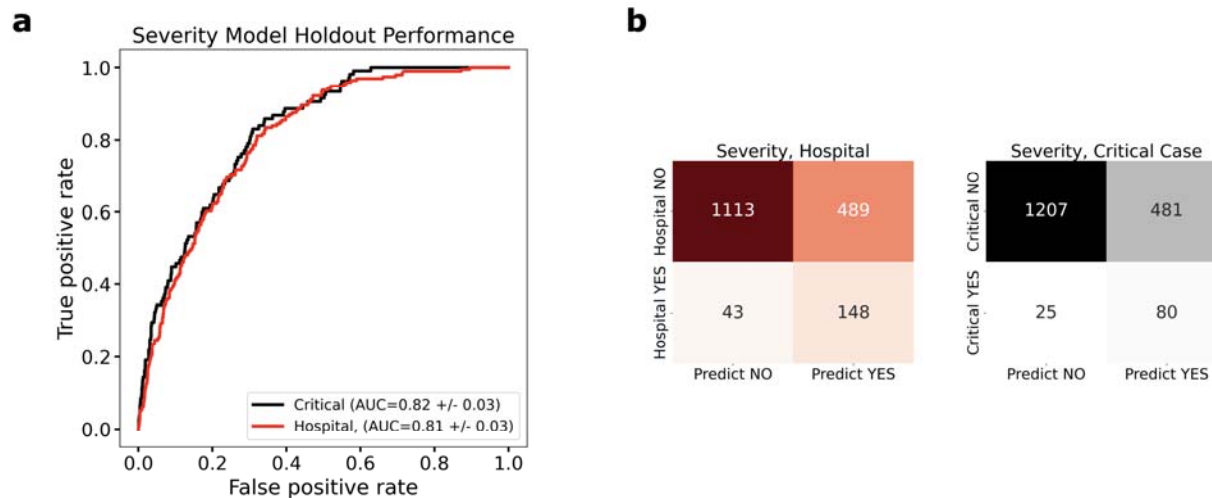 a
Severity Model Holdout Performance
1.0
0.8
0.6
0.4
0.2
0.0
True positive rate
Critical (AUC=0.82 +/- 0.03)
Hospital, (AUC=0.81 +/- 0.03)
0.0 0.2 0.4 0.6 0.8 1.0
False positive rate
b
Severity, Hospital
Hospital NO
1113 489
Hospital YES
43 148
Predict NO Predict YES
Severity, Critical Case
Critical NO
1207 481
Critical YES
25 80
Predict NO Predict YES